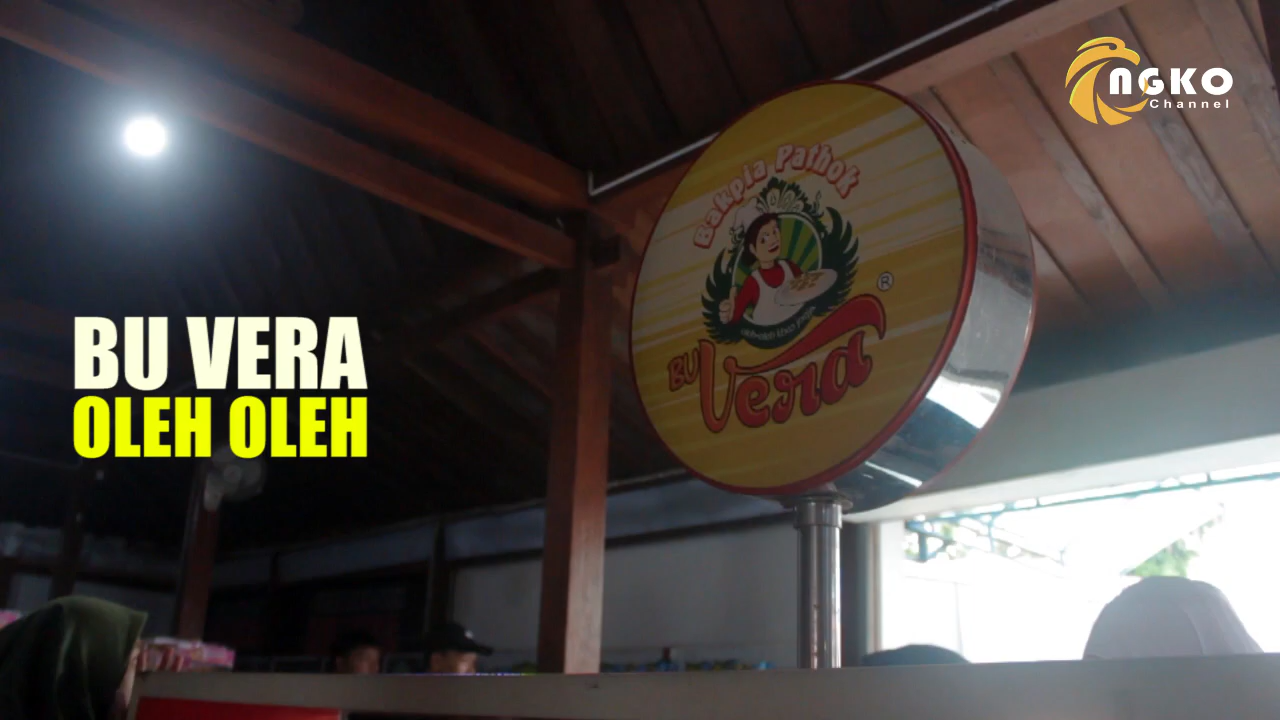 NGKO
Channel
Bakpia Pathok
®
BU Vera
BU VERA
OLEH OLEH